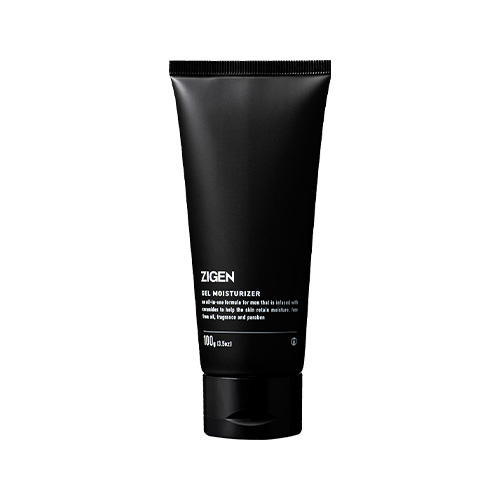 ZIGEN
GEL MOISTURIZER
an all-in-one formula for men that is infused with
ceramides to help the skin retain moisture. Free
from oil, fragrance and paraben
100g (3.5oz)